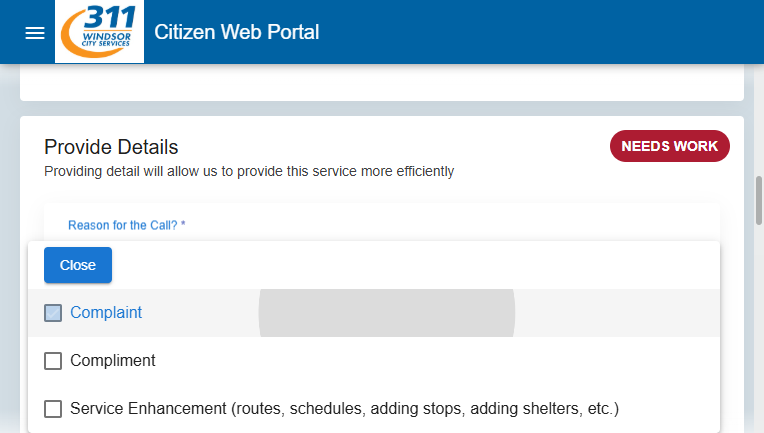 311
WINDSOR
CITY SERVICES
Citizen Web Portal
Provide Details
NEEDS WORK
Providing detail will allow us to provide this service more efficiently
Reason for the Call? *
Close
Complaint
Compliment
Service Enhancement (routes, schedules, adding stops, adding shelters, etc.)